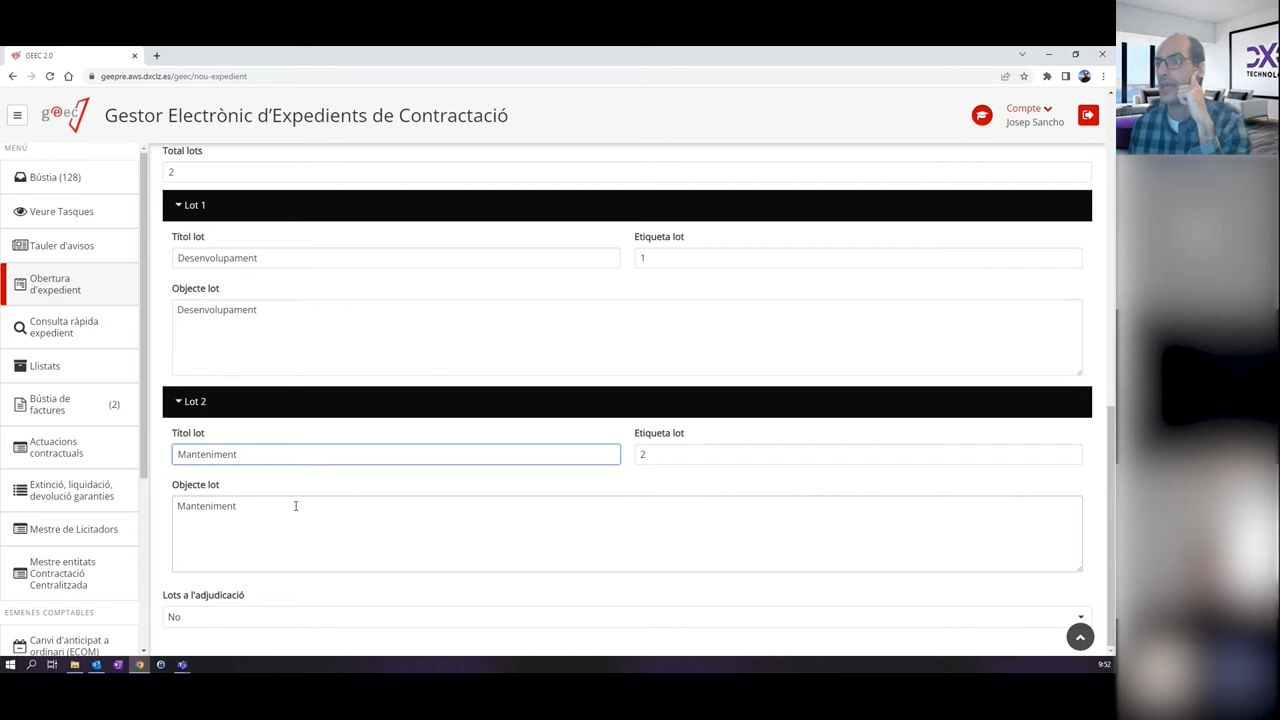 GEEC 2.0
geepre.aws.dxclz.es/geec/nou-expedient
geec
Gestor Electrònic d'Expedients de Contractació
Compte
Josep Sancho
MENÚ
Bústia (128)
Veure Tasques
Tauler d'avisos
Obertura
d'expedient
Consulta ràpida
expedient
Llistats
Bústia de
factures
(2)
Actuacions
contractuals
Extinció, liquidació,
devolució garanties
Mestre de Licitadors
Mestre entitats
Contractació
Centralitzada
ESMENES COMPTABLES
Canvi d'anticipat a
ordinari (ECOM)
Total lots
2
Lot 1
Títol lot
Etiqueta lot
Desenvolupament
1
Objecte lot
Desenvolupament
Lot 2
Títol lot
Etiqueta lot
Manteniment
2
Objecte lot
Manteniment
Lots a l'adjudicació
No
9:52
DX
TECHNOLO